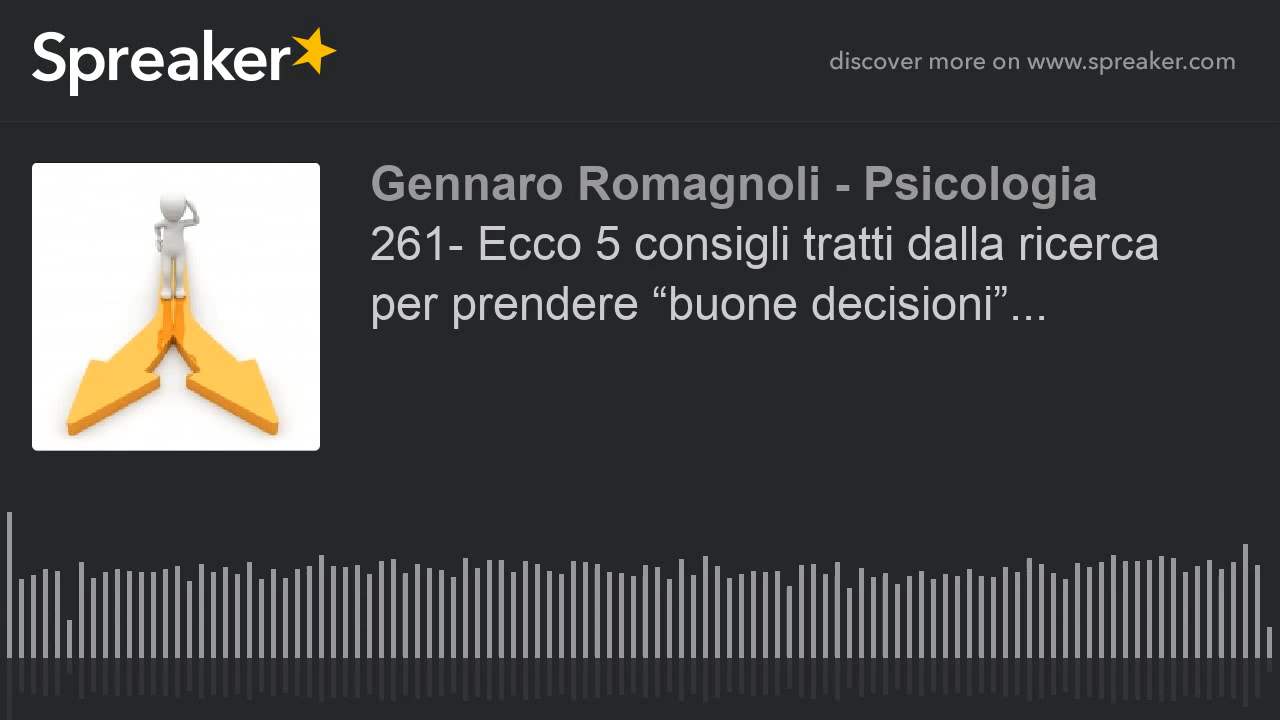 Spreaker
discover more on www.spreaker.com
Gennaro Romagnoli - Psicologia
261- Ecco 5 consigli tratti dalla ricerca
per prendere “buone decisioni”...